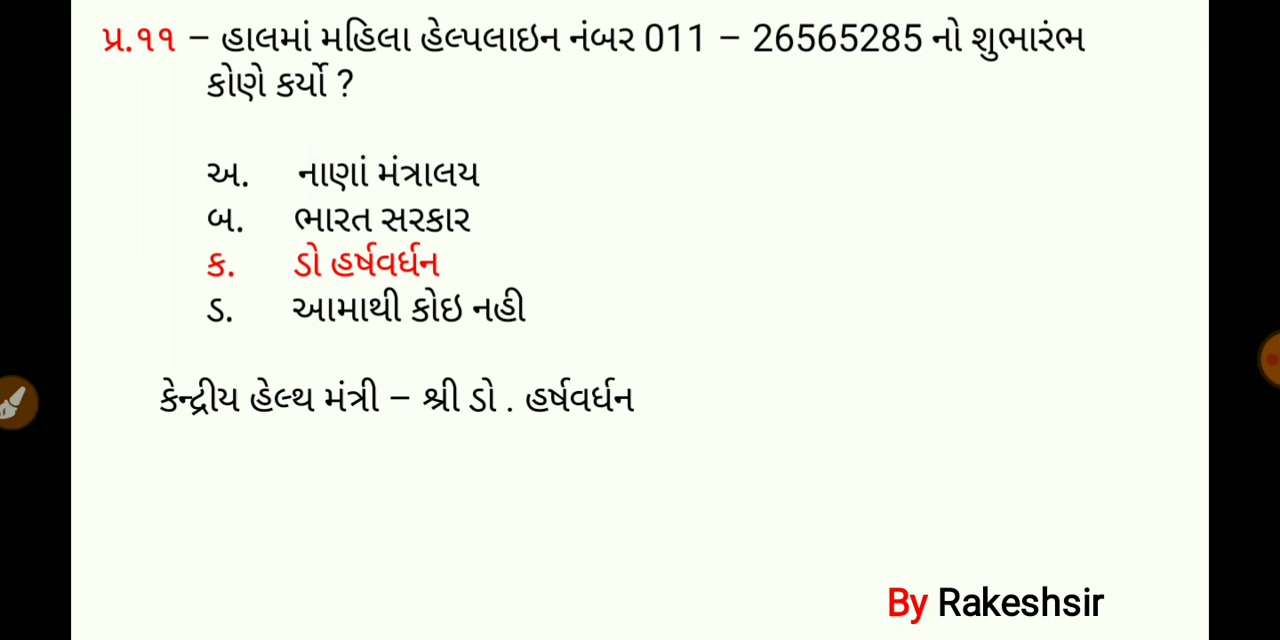 પ્ર.૧૧ – હાલમાં મહિલા હેલ્પલાઇન નંબર 011 – 26565285 નો શુભારંભ
કોણે કર્યો ?
અ. નાણાં મંત્રાલય
બ. ભારત સરકાર
ક. ડો હર્ષવર્ધન
ડ. આમાથી કોઇ નહી
કેન્દ્રીય હેલ્થ મંત્રી – શ્રી ડો . હર્ષવર્ધન
By Rakeshsir